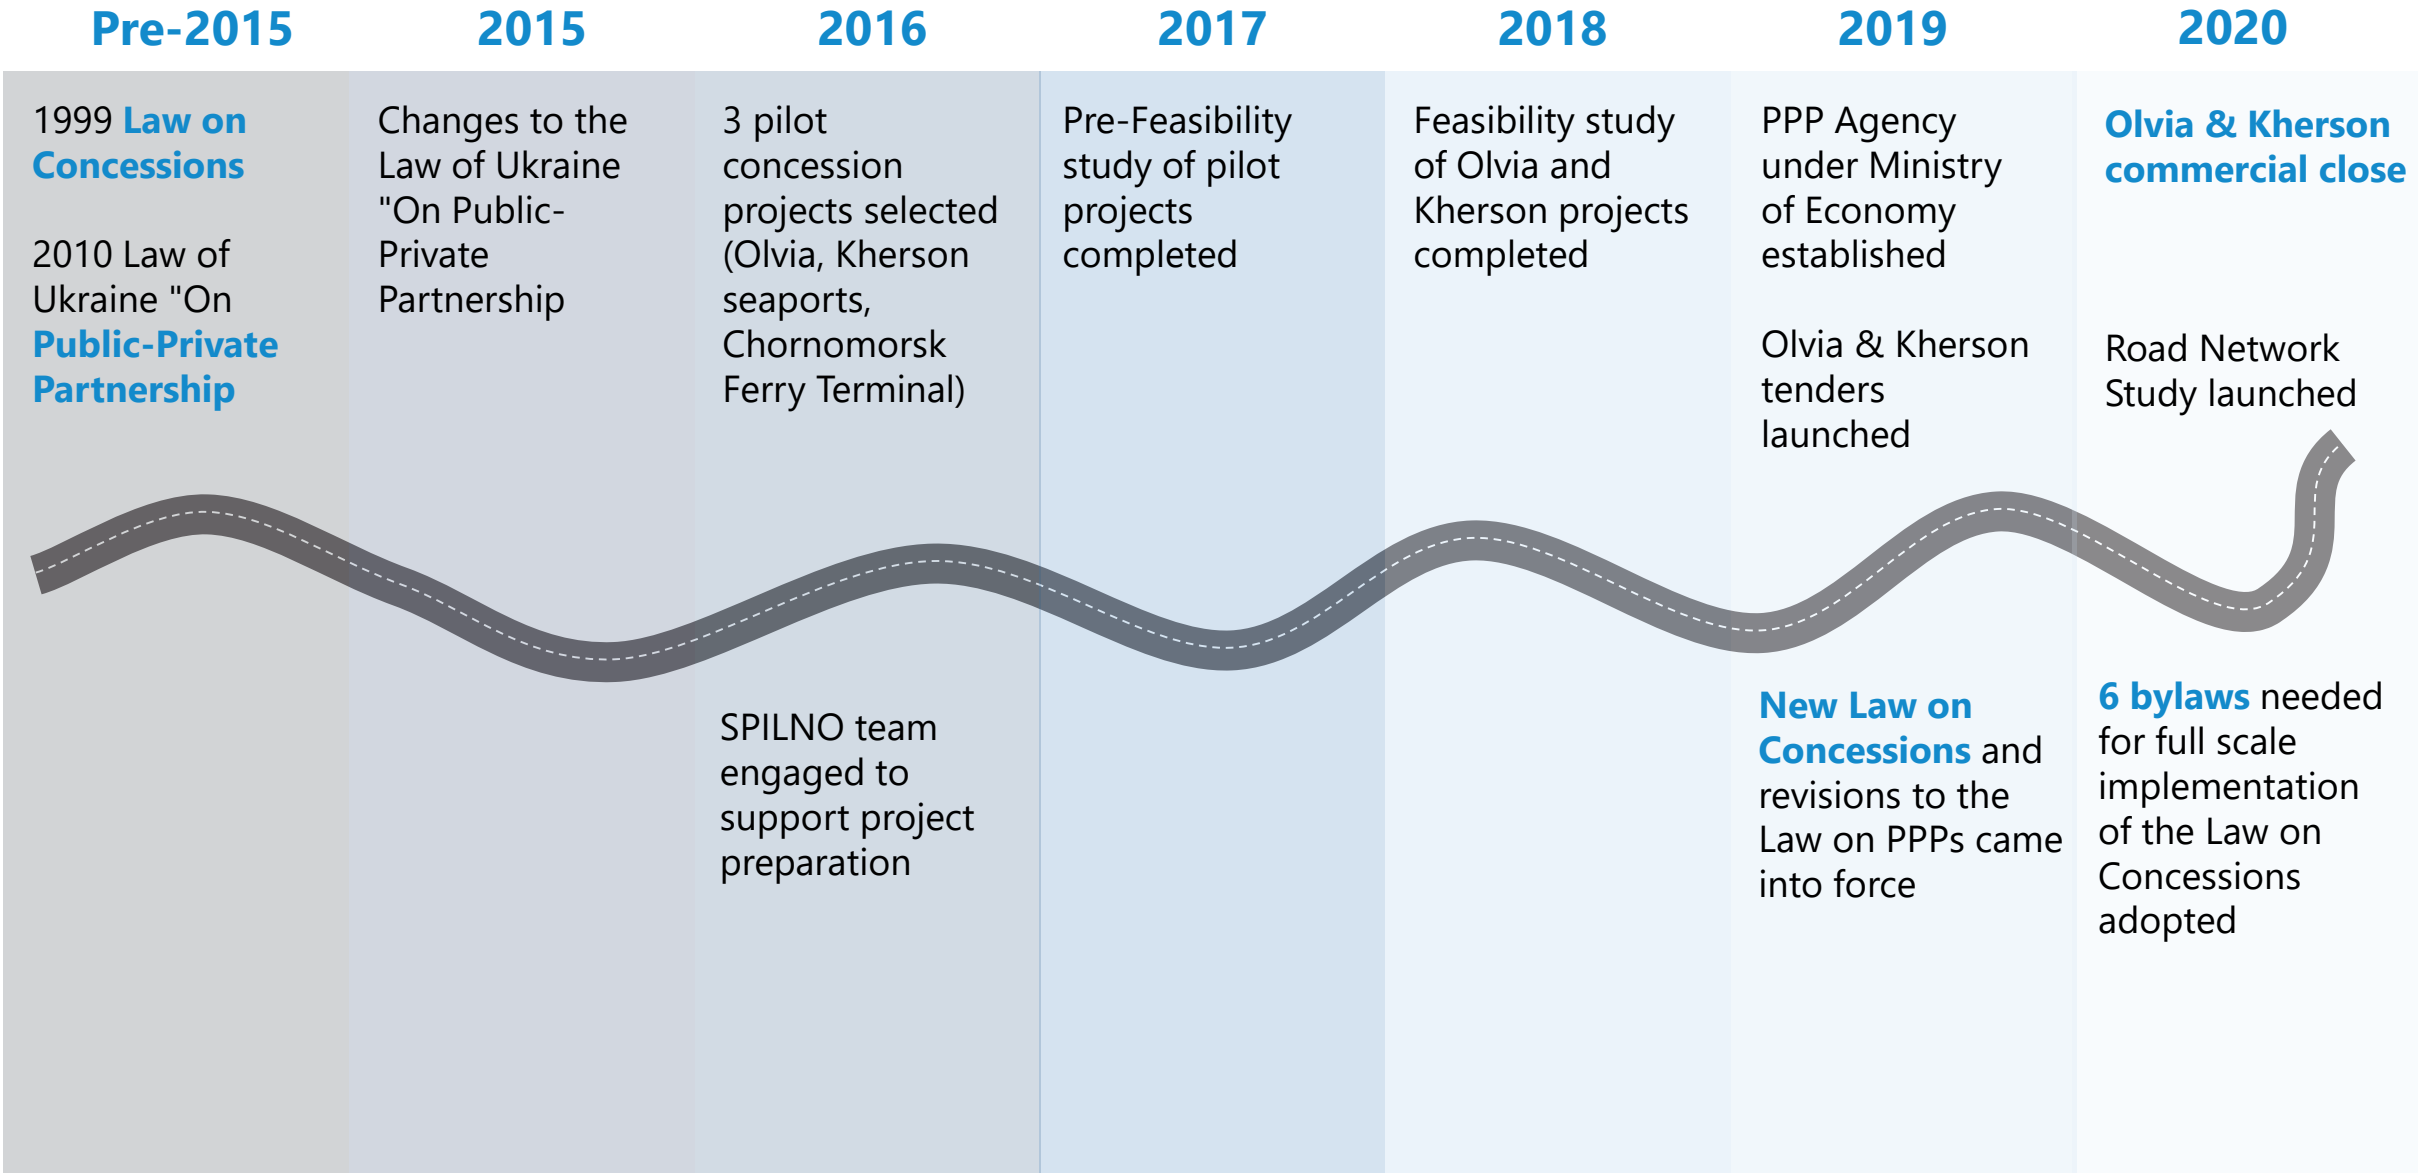 Pre-2015
2015
2016
2017
2018
2019
2020
1999 Law on
Concessions
2010 Law of
Ukraine "On
Public-Private
Partnership
Changes to the
Law of Ukraine
"On Public-
Private
Partnership
3 pilot
concession
projects selected
(Olvia, Kherson
seaports,
Chornomorsk
Ferry Terminal)
SPILNO team
engaged to
support project
preparation
Pre-Feasibility
study of pilot
projects
completed
Feasibility study
of Olvia and
Kherson projects
completed
PPP Agency
under Ministry
of Economy
established
Olvia & Kherson
tenders
launched
New Law on
Concessions and
revisions to the
Law on PPPs came
into force
Olvia & Kherson
commercial close
Road Network
Study launched
6 bylaws needed
for full scale
implementation
of the Law on
Concessions
adopted